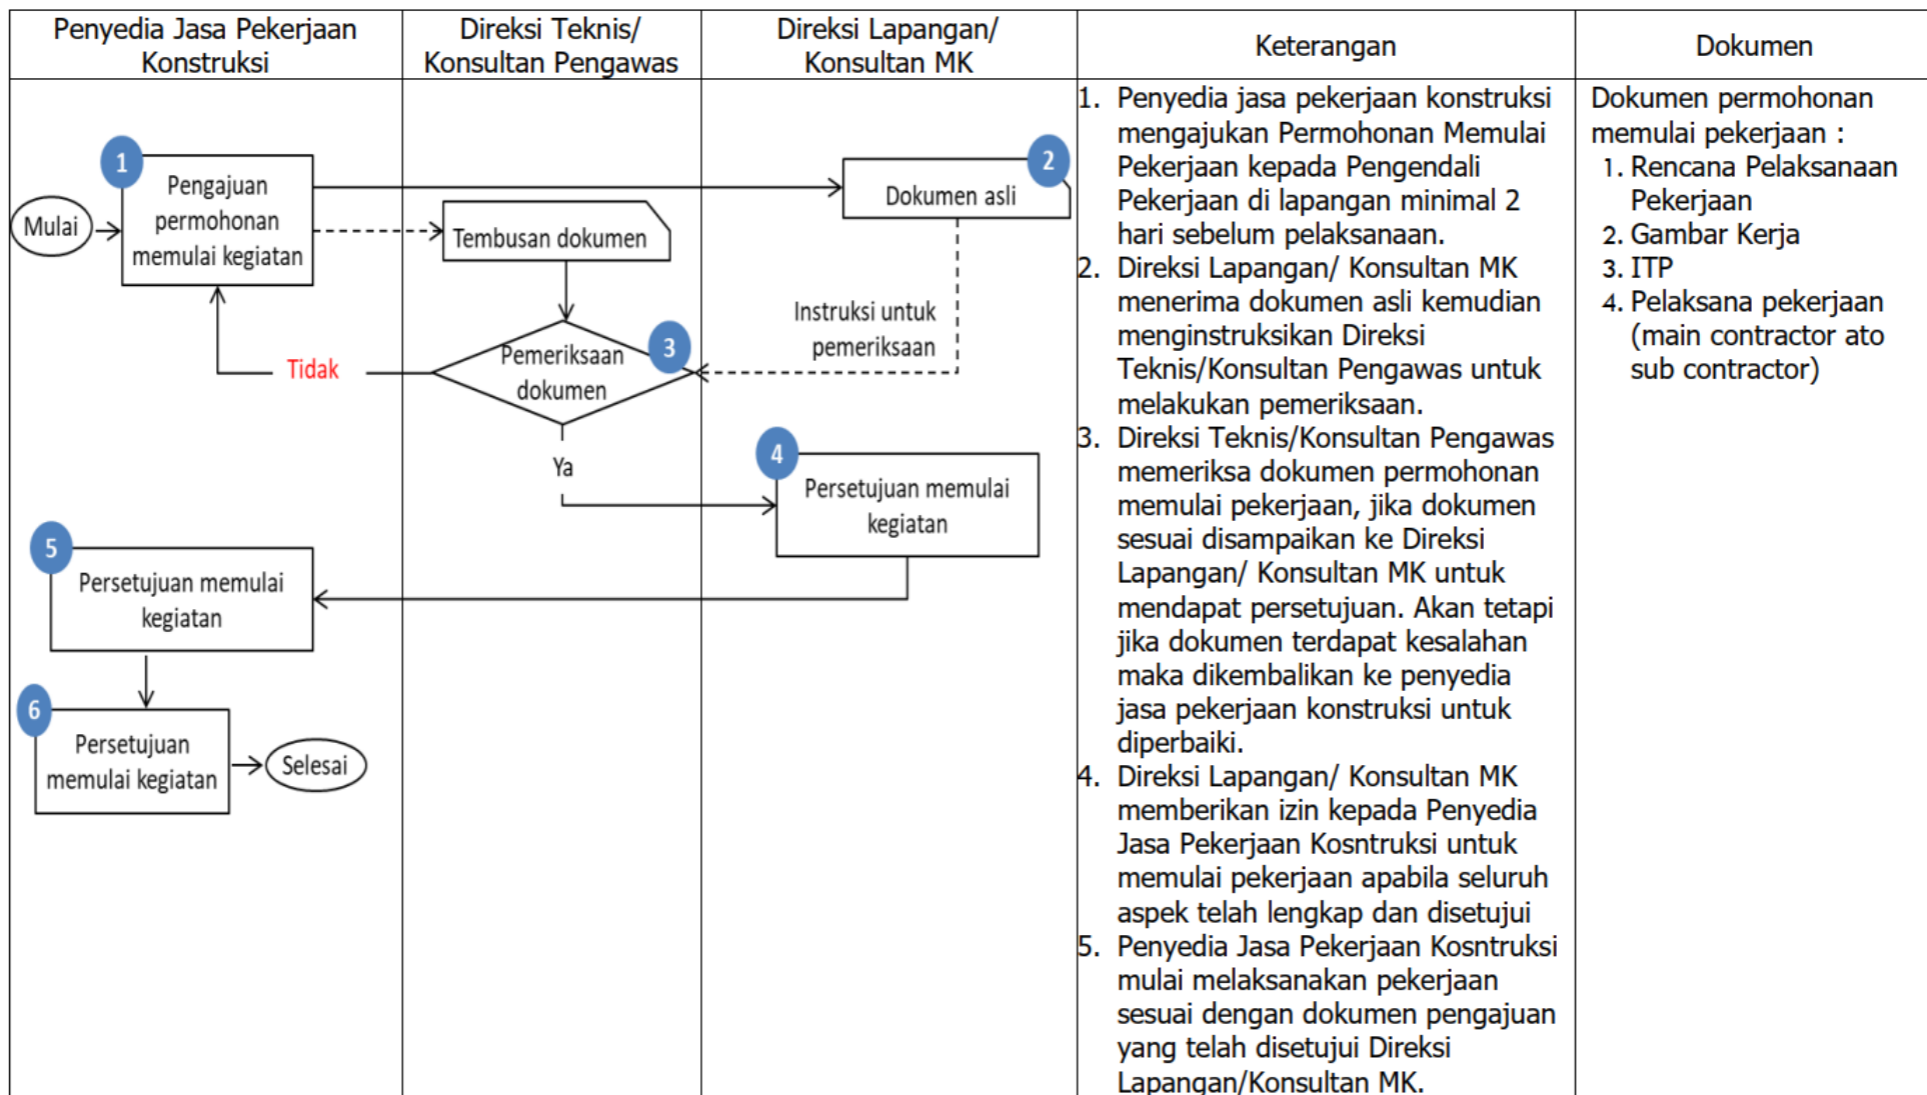 Penyedia Jasa Pekerjaan
Konstruksi
Direksi Teknis/
Konsultan Pengawas
Direksi Lapangan/
Konsultan MK
Keterangan
Dokumen
Mulai
1
Pengajuan
permohonan
memulai kegiatan
Tembusan dokumen
2
Dokumen asli
Instruksi untuk
pemeriksaan
3
Pemeriksaan
dokumen
Tidak
Ya
4
Persetujuan memulai
kegiatan
5
Persetujuan memulai
kegiatan
6
Persetujuan
memulai kegiatan
Selesai
1. Penyedia jasa pekerjaan konstruksi
mengajukan Permohonan Memulai
Pekerjaan kepada Pengendali
Pekerjaan di lapangan minimal 2
hari sebelum pelaksanaan.
2. Direksi Lapangan/ Konsultan MK
menerima dokumen asli kemudian
menginstruksikan Direksi
Teknis/Konsultan Pengawas untuk
melakukan pemeriksaan.
3. Direksi Teknis/Konsultan Pengawas
memeriksa dokumen permohonan
memulai pekerjaan, jika dokumen
sesuai disampaikan ke Direksi
Lapangan/ Konsultan MK untuk
mendapat persetujuan. Akan tetapi
jika dokumen terdapat kesalahan
maka dikembalikan ke penyedia
jasa pekerjaan konstruksi untuk
diperbaiki.
4. Direksi Lapangan/ Konsultan MK
memberikan izin kepada Penyedia
Jasa Pekerjaan Kosntruksi untuk
memulai pekerjaan apabila seluruh
aspek telah lengkap dan disetujui
5. Penyedia Jasa Pekerjaan Kosntruksi
mulai melaksanakan pekerjaan
sesuai dengan dokumen pengajuan
yang telah disetujui Direksi
Lapangan/Konsultan MK.
Dokumen permohonan
memulai pekerjaan :
1. Rencana Pelaksanaan
Pekerjaan
2. Gambar Kerja
3. ITP
4. Pelaksana pekerjaan
(main contractor ato
sub contractor)